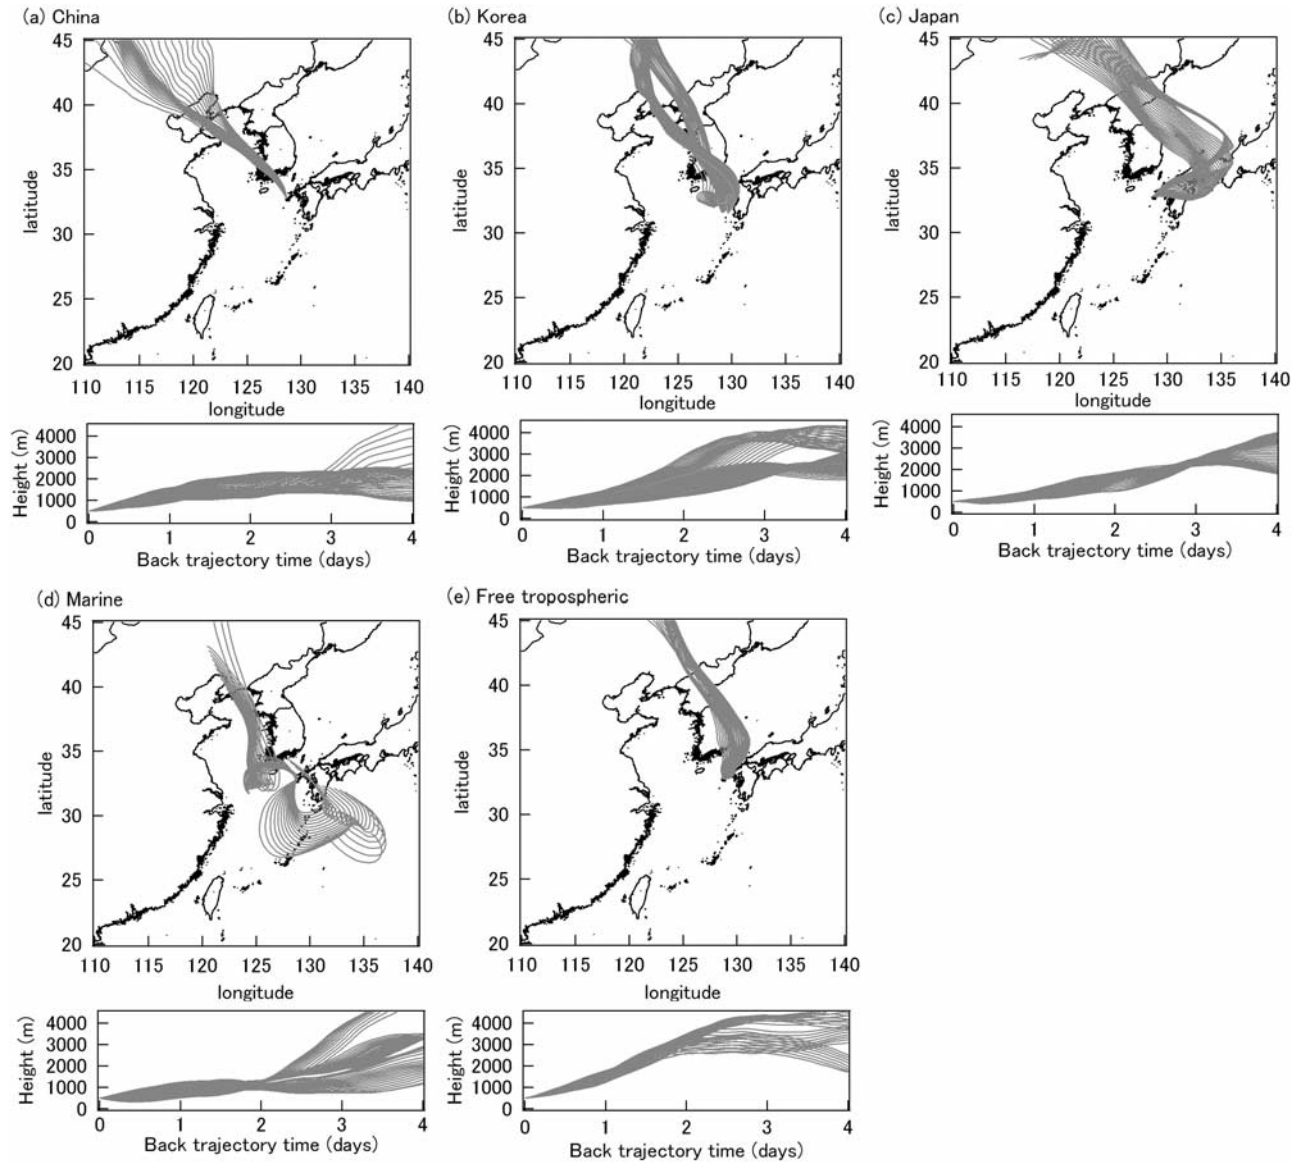 (a) China
45
40
35
30
25
20
latitude
110 115 120 125 130 135 140
longitude
4000
3000
2000
1000
0
Height (m)
0 1 2 3 4
Back trajectory time (days)
(b) Korea
45
40
35
30
25
20
latitude
110 115 120 125 130 135 140
longitude
4000
3000
2000
1000
0
Height (m)
0 1 2 3 4
Back trajectory time (days)
(c) Japan
45
40
35
30
25
20
latitude
110 115 120 125 130 135 140
longitude
4000
3000
2000
1000
0
Height (m)
0 1 2 3 4
Back trajectory time (days)
(d) Marine
45
40
35
30
25
20
latitude
110 115 120 125 130 135 140
longitude
4000
3000
2000
1000
0
Height (m)
0 1 2 3 4
Back trajectory time (days)
(e) Free tropospheric
45
40
35
30
25
20
latitude
110 115 120 125 130 135 140
longitude
4000
3000
2000
1000
0
Height (m)
0 1 2 3 4
Back trajectory time (days)